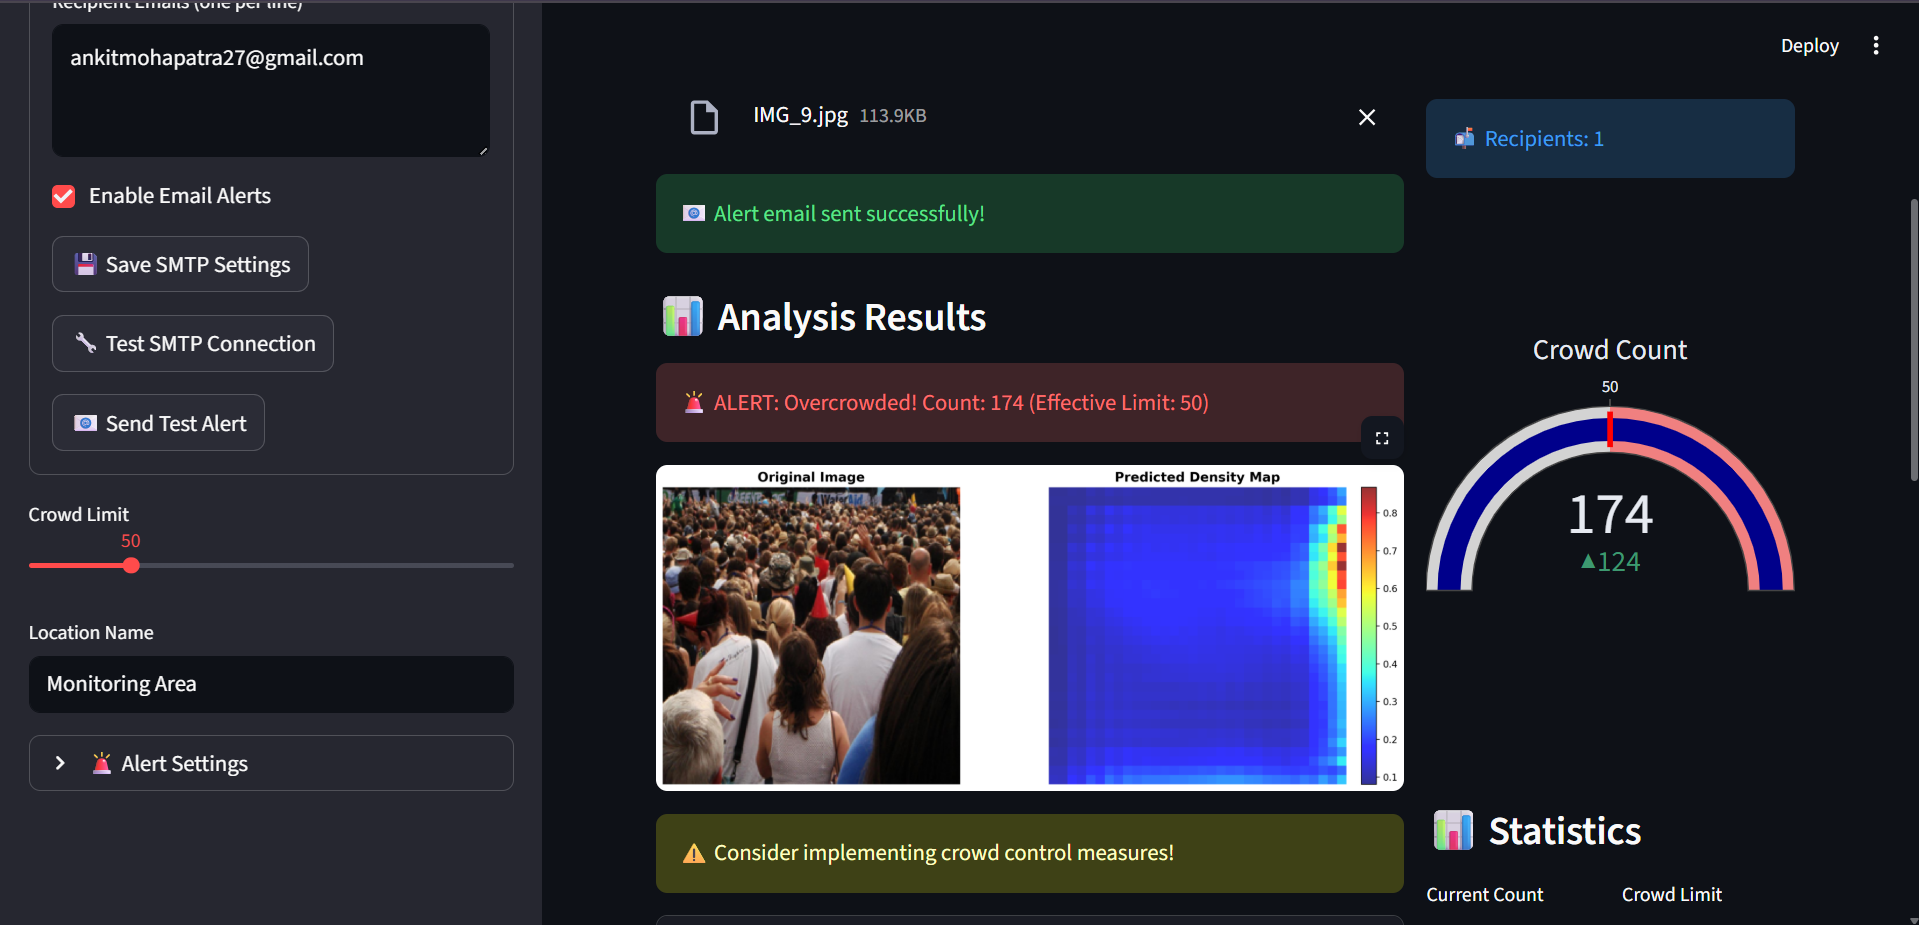 Recipient Emails (one per line)
ankitmohapatra27@gmail.com
Enable Email Alerts
Save SMTP Settings
Test SMTP Connection
Send Test Alert
Crowd Limit
50
Location Name
Monitoring Area
Alert Settings
Deploy
IMG_9.jpg 113.9KB
Alert email sent successfully!
Analysis Results
ALERT: Overcrowded! Count: 174 (Effective Limit: 50)
Original Image
Predicted Density Map
WaterAid
0.8
0.7
0.6
0.5
0.4
0.3
0.2
0.1
Consider implementing crowd control measures!
Recipients: 1
Crowd Count
50
174
▲124
Statistics
Current Count
Crowd Limit